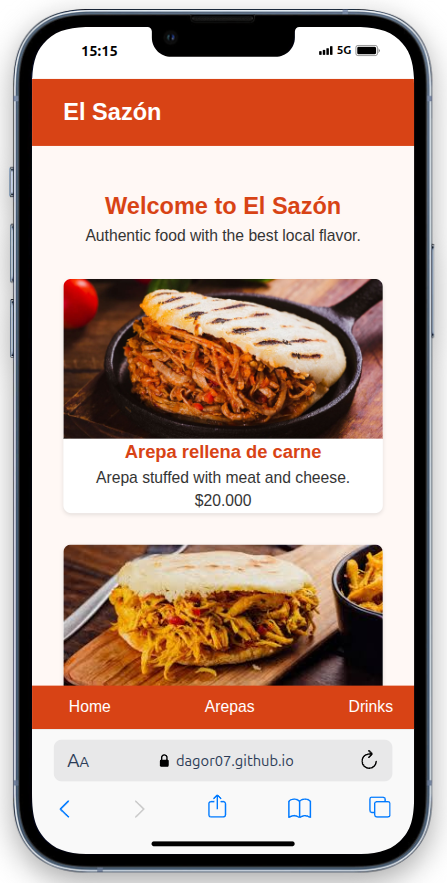 15:15
5G
El Sazón
Welcome to El Sazón
Authentic food with the best local flavor.
Arepa rellena de carne
Arepa stuffed with meat and cheese.
$20.000
Home Arepas Drinks
AA dagor07.github.io